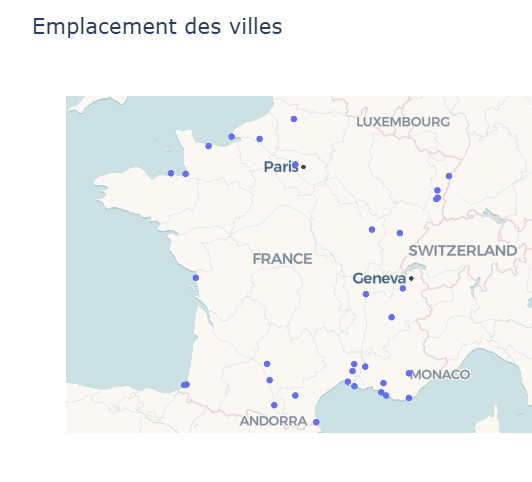 Emplacement des villes
LUXEMBOURG
Paris
SWITZERLAND
FRANCE
Geneva
MONACO
ANDORRA